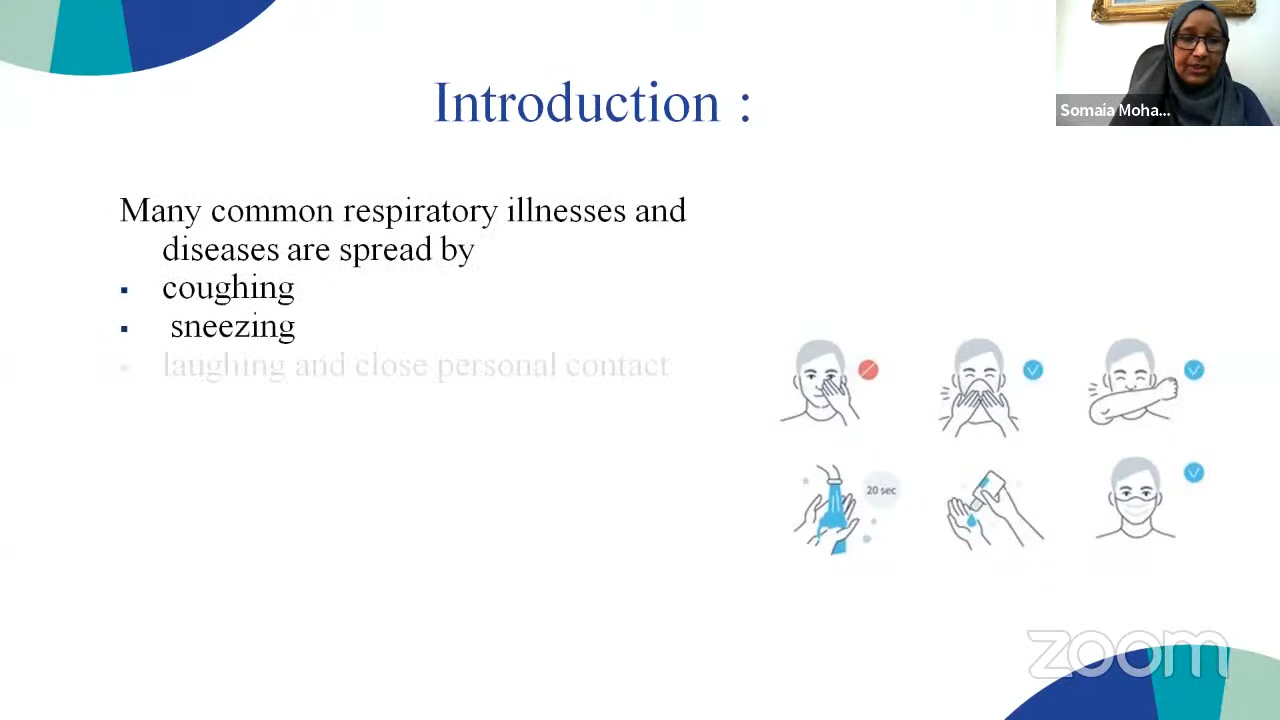 Introduction :
Somaia Moha...
Many common respiratory illnesses and
diseases are spread by
▪ coughing
▪ sneezing
▪ laughing and close personal contact
20 sec
zoom